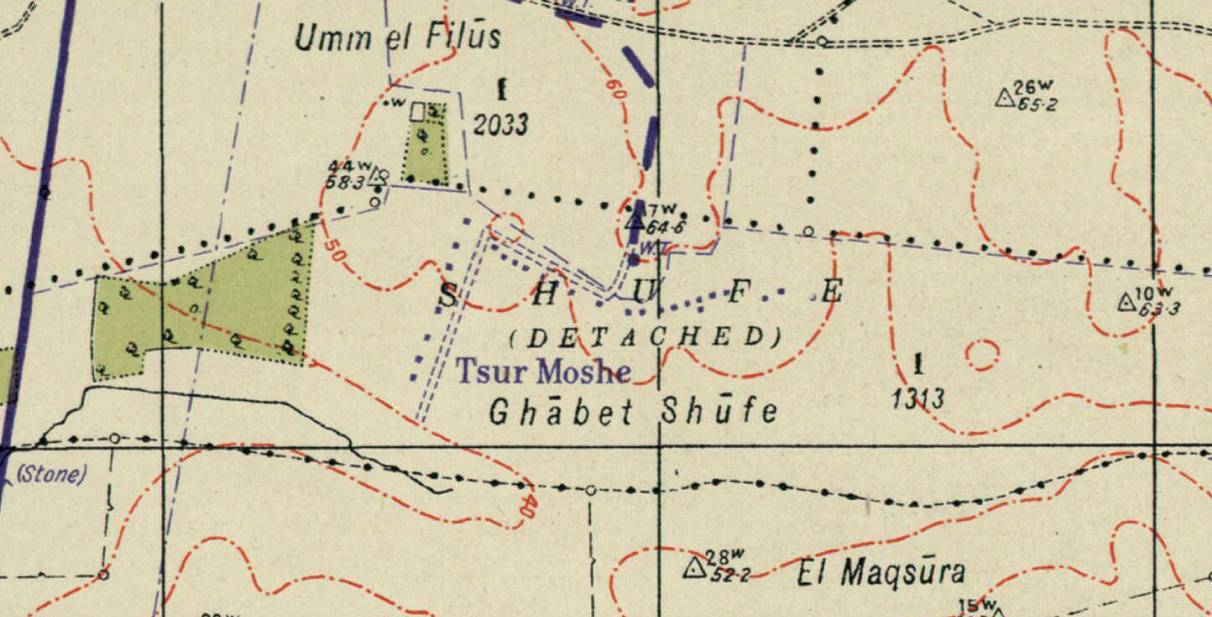 Umm el Filūs
I
2033
60
W
26W
65·2
44W
58·3
50
7W
64·6
W.T.
S H U F E
(DETACHED)
10W
63·3
Tsur Moshe
Ghābet Shūfe
1
1313
(Stone)
40
28W
52·2
El Maqsūra
15W